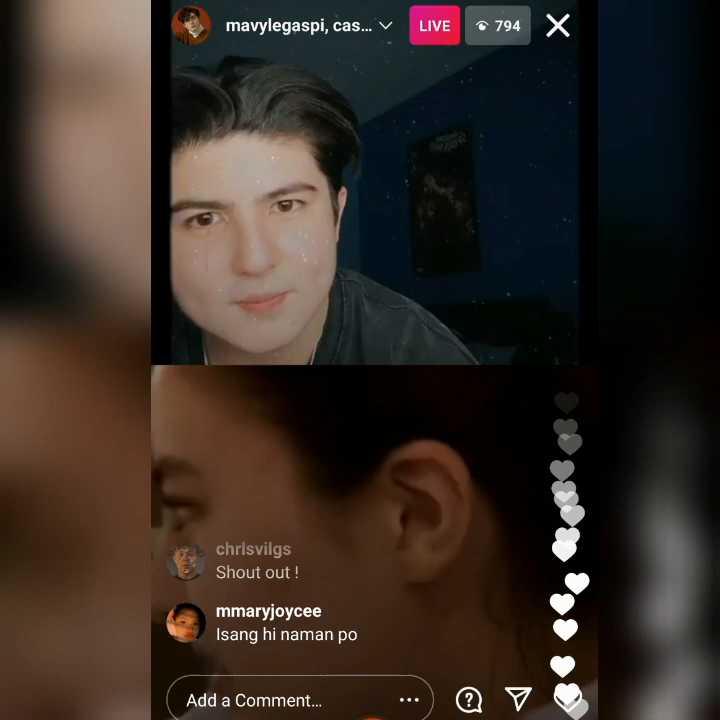 mavylegaspi, cas...
LIVE
794
chrlsvilgs
Shout out !
mmaryjoycee
Isang hi naman po
Add a Comment...